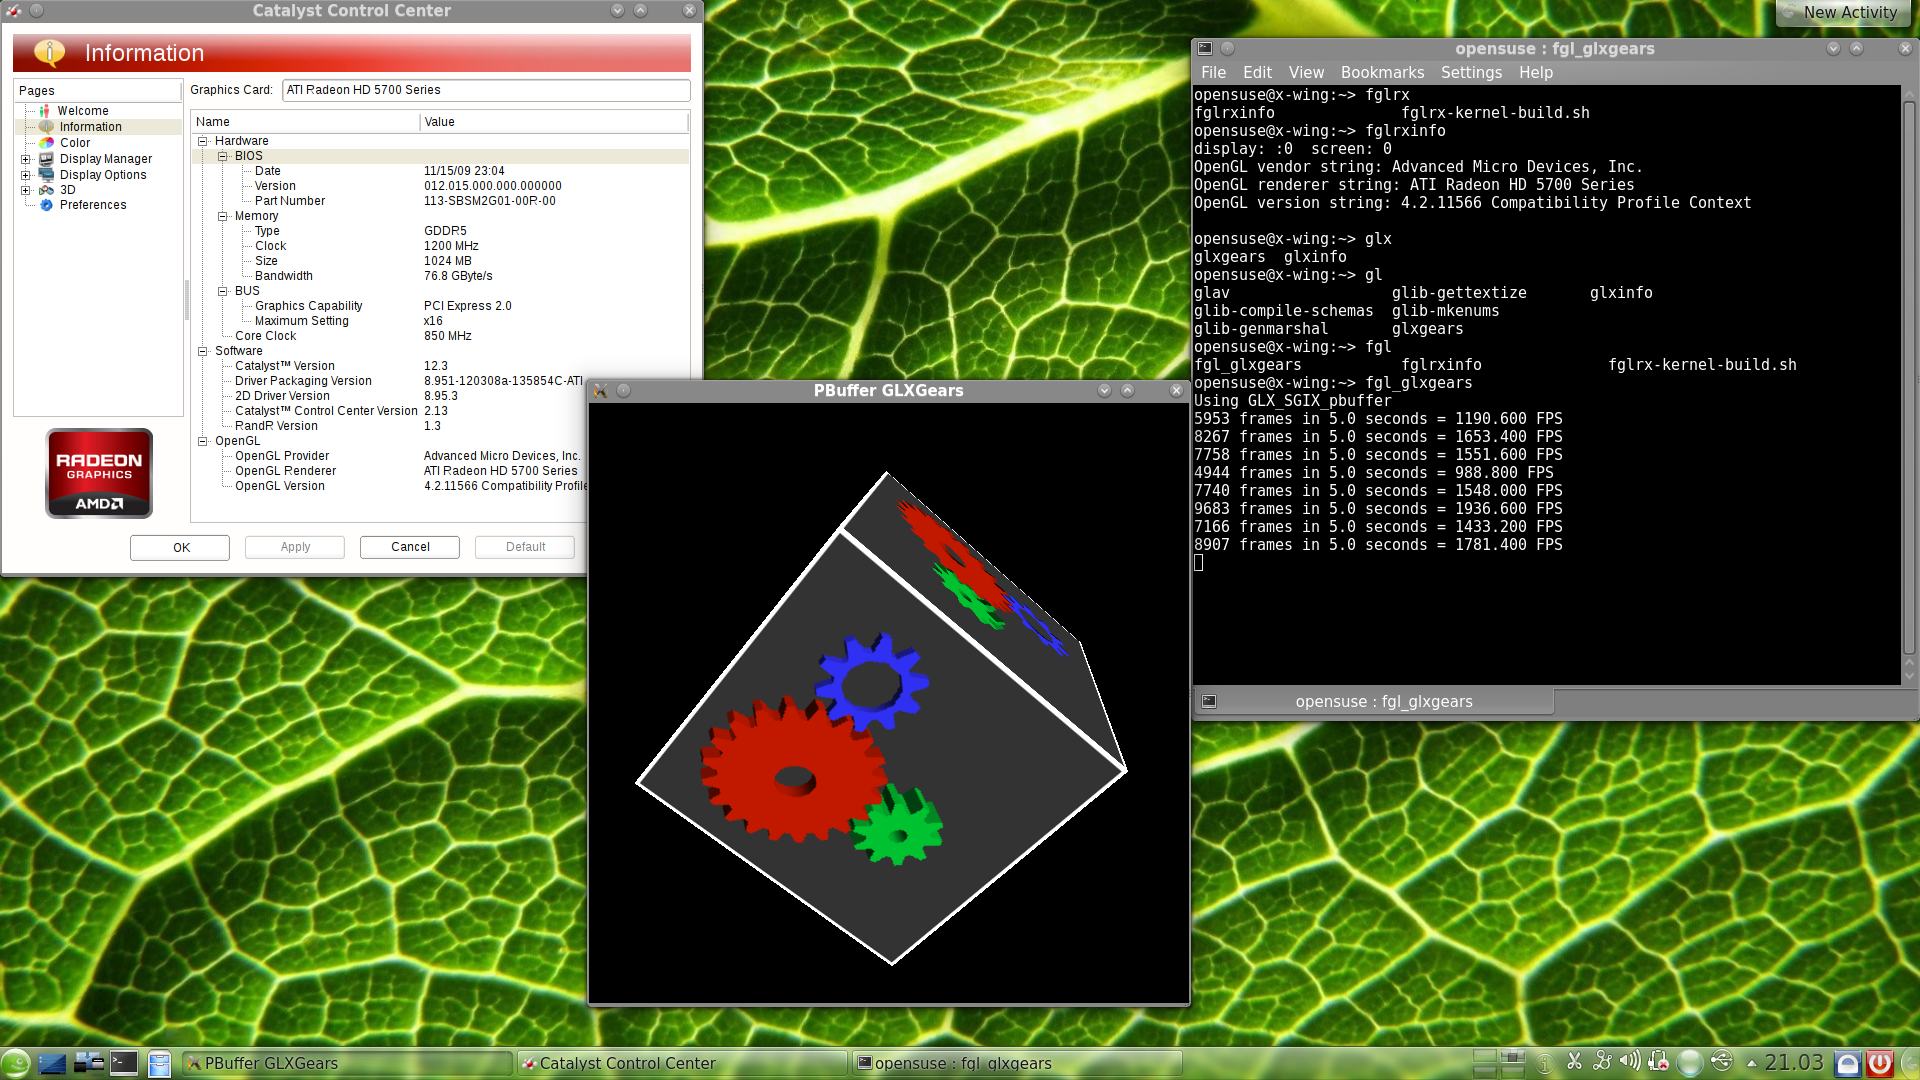 Catalyst Control Center
Information
Pages
Welcome
Information
Color
Display Manager
Display Options
3D
Preferences
RADEON
GRAPHICS
AMD
Graphics Card: ATI Radeon HD 5700 Series
Name Value
Hardware
BIOS
Date 11/15/09 23:04
Version 012.015.000.000.000000
Part Number 113-SBSM2G01-00R-00
Memory
Type GDDR5
Clock 1200 MHz
Size 1024 MB
Bandwidth 76.8 GByte/s
BUS
Graphics Capability PCI Express 2.0
Maximum Setting x16
Core Clock 850 MHz
Software
Catalyst™ Version 12.3
Driver Packaging Version 8.951-120308a-135854C-ATI
2D Driver Version 8.95.3
Catalyst™ Control Center Version 2.13
RandR Version 1.3
OpenGL
OpenGL Provider Advanced Micro Devices, Inc.
OpenGL Renderer ATI Radeon HD 5700 Series
OpenGL Version 4.2.11566 Compatibility Profile
OK Apply Cancel Default
PBuffer GLXGears
New Activity
opensuse : fgl_glxgears
File Edit View Bookmarks Settings Help
opensuse@x-wing:~> fglrx
fglrxinfo fglrx-kernel-build.sh
opensuse@x-wing:~> fglrxinfo
display: :0 screen: 0
OpenGL vendor string: Advanced Micro Devices, Inc.
OpenGL renderer string: ATI Radeon HD 5700 Series
OpenGL version string: 4.2.11566 Compatibility Profile Context
opensuse@x-wing:~> glx
glxgears glxinfo
opensuse@x-wing:~> gl
glav glib-gettextize glxinfo
glib-compile-schemas glib-mkenums
glib-genmarshal glxgears
opensuse@x-wing:~> fgl
fgl_glxgears fglrxinfo fglrx-kernel-build.sh
opensuse@x-wing:~> fgl_glxgears
Using GLX_SGIX_pbuffer
5953 frames in 5.0 seconds = 1190.600 FPS
8267 frames in 5.0 seconds = 1653.400 FPS
7758 frames in 5.0 seconds = 1551.600 FPS
4944 frames in 5.0 seconds = 988.800 FPS
7740 frames in 5.0 seconds = 1548.000 FPS
9683 frames in 5.0 seconds = 1936.600 FPS
7166 frames in 5.0 seconds = 1433.200 FPS
8907 frames in 5.0 seconds = 1781.400 FPS
opensuse : fgl_glxgears
PBuffer GLXGears
Catalyst Control Center
opensuse : fgl_glxgears
21.03